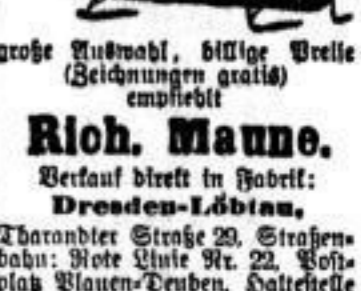 große Auswahl, billige Preise
(Zeichnungen gratis)
empfiehlt
Rich. Maune.
Verkauf direkt in Fabrik:
Dresden-Löbtau,
Tharandter Straße 29, Straßen-
bahn: Rote Linie Nr. 22, Post-
platz Plauen-Deuben, Haltestelle